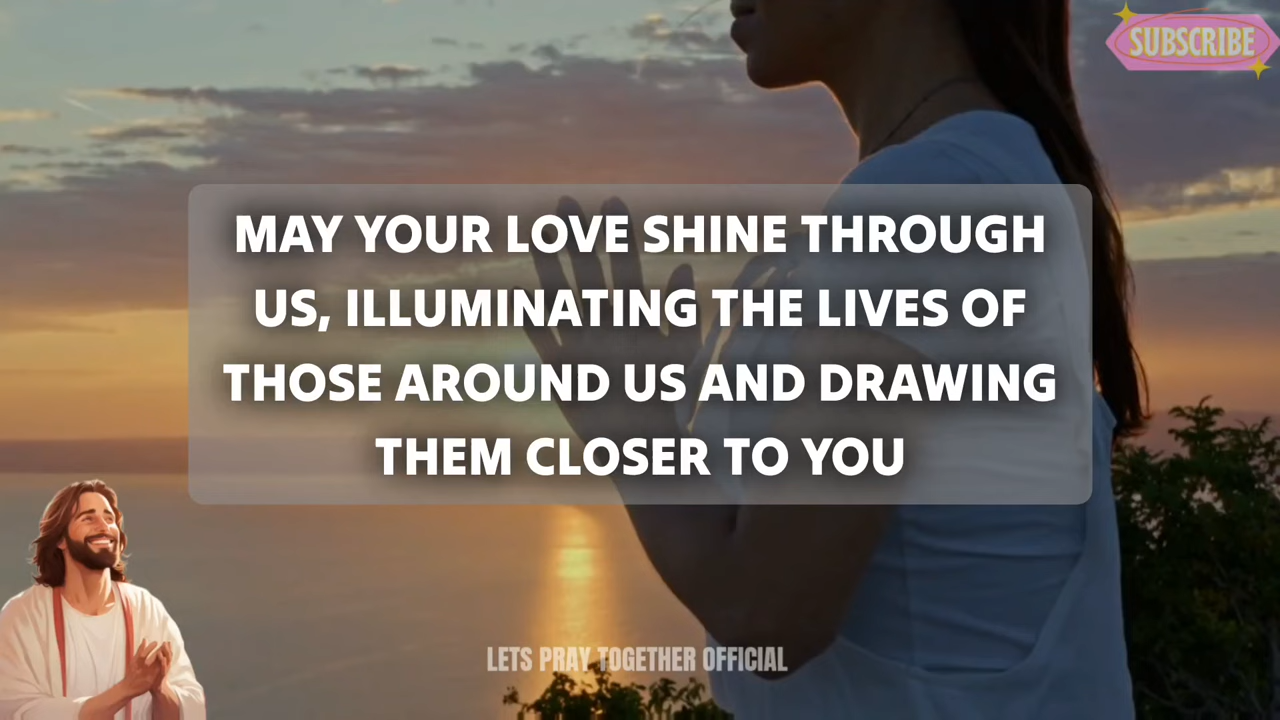 SUBSCRIBE
MAY YOUR LOVE SHINE THROUGH
US, ILLUMINATING THE LIVES OF
THOSE AROUND US AND DRAWING
THEM CLOSER TO YOU
LETS PRAY TOGETHER OFFICIAL